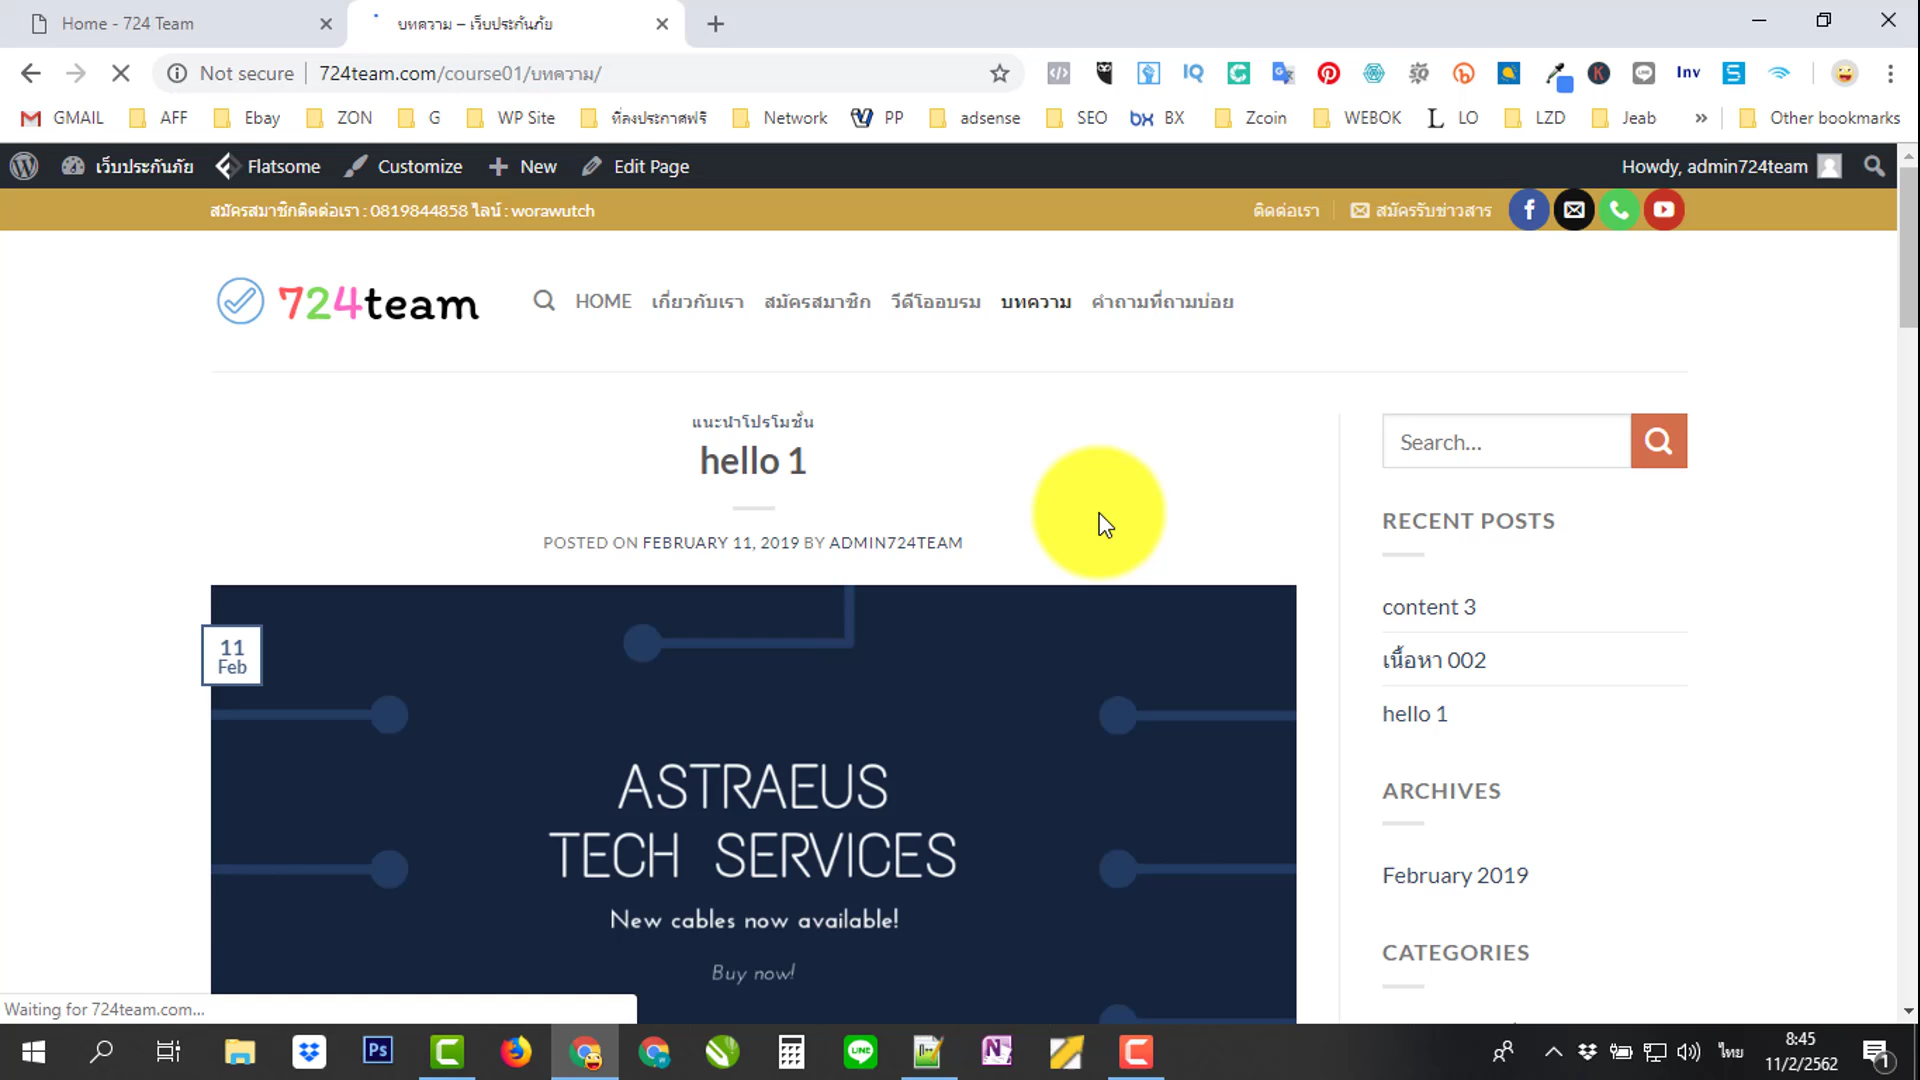 Home - 724 Team
บทความ – เว็บประกันภัย
Not secure
724team.com/course01/บทความ/
IQ
Inv
GMAIL
AFF
Ebay
ZON
G
WP Site
ที่ลงประกาศฟรี
Network
PP
adsense
SEO
bx BX
Zcoin
WEBOK
L LO
LZD
Jeab
»
Other bookmarks
เว็บประกันภัย
Flatsome
Customize
New
Edit Page
Howdy, admin724team
สมัครสมาชิกติดต่อเรา : 0819844858 ไลน์ : worawutch
ติดต่อเรา
สมัครรับข่าวสาร
724team
HOME
เกี่ยวกับเรา
สมัครสมาชิก
วีดีโออบรม
บทความ
คำถามที่ถามบ่อย
แนะนำโปรโมชั่น
hello 1
POSTED ON FEBRUARY 11, 2019 BY ADMIN724TEAM
11
Feb
ASTRAEUS
TECH SERVICES
New cables now available!
Buy now!
Search...
RECENT POSTS
content 3
เนื้อหา 002
hello 1
ARCHIVES
February 2019
CATEGORIES
Waiting for 724team.com...
Ps
LINE
N
ไทย
8:45
11/2/2562
1